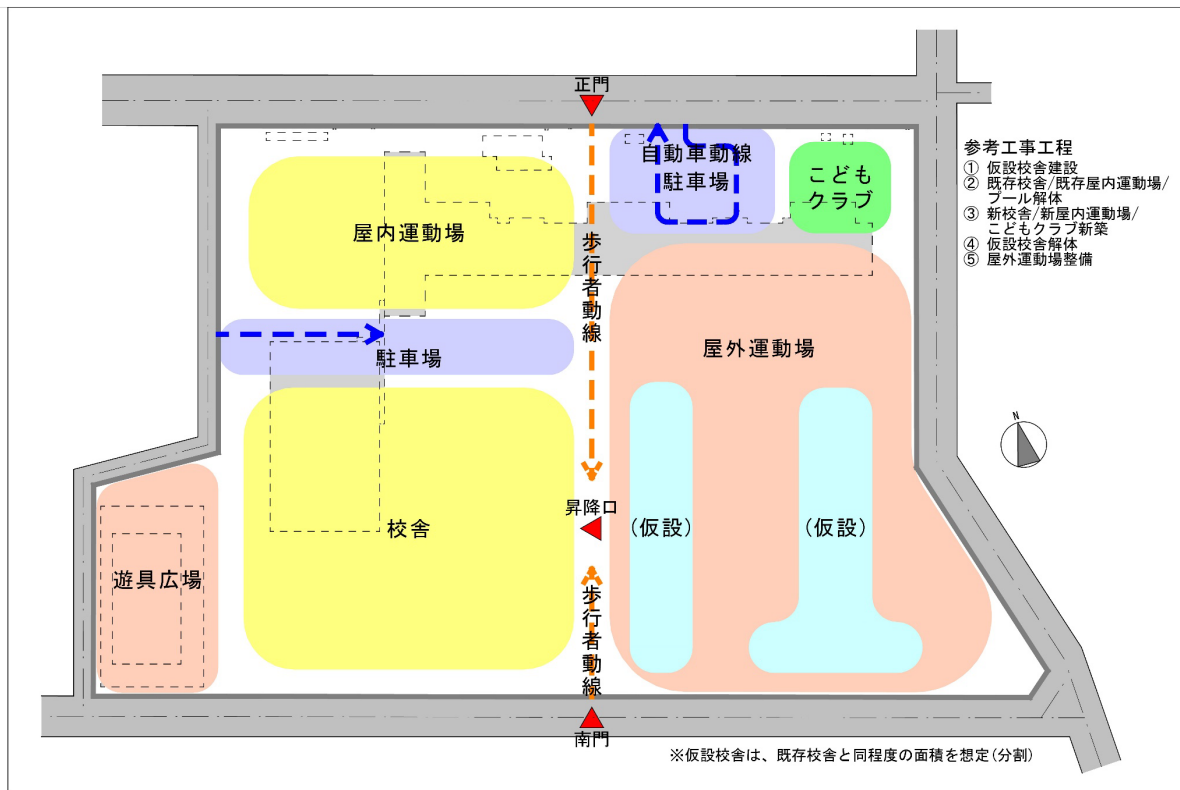 正門
自動車動線
駐車場
こども
クラブ
屋内運動場
歩行者動線
駐車場
屋外運動場
参考工事工程
① 仮設校舎建設
② 既存校舎/既存屋内運動場/
プール解体
③ 新校舎/新屋内運動場/
こどもクラブ新築
④ 仮設校舎解体
⑤ 屋外運動場整備
N
昇降口
校舎
(仮設)
(仮設)
遊具広場
歩行者動線
南門
※仮設校舎は、既存校舎と同程度の面積を想定(分割)